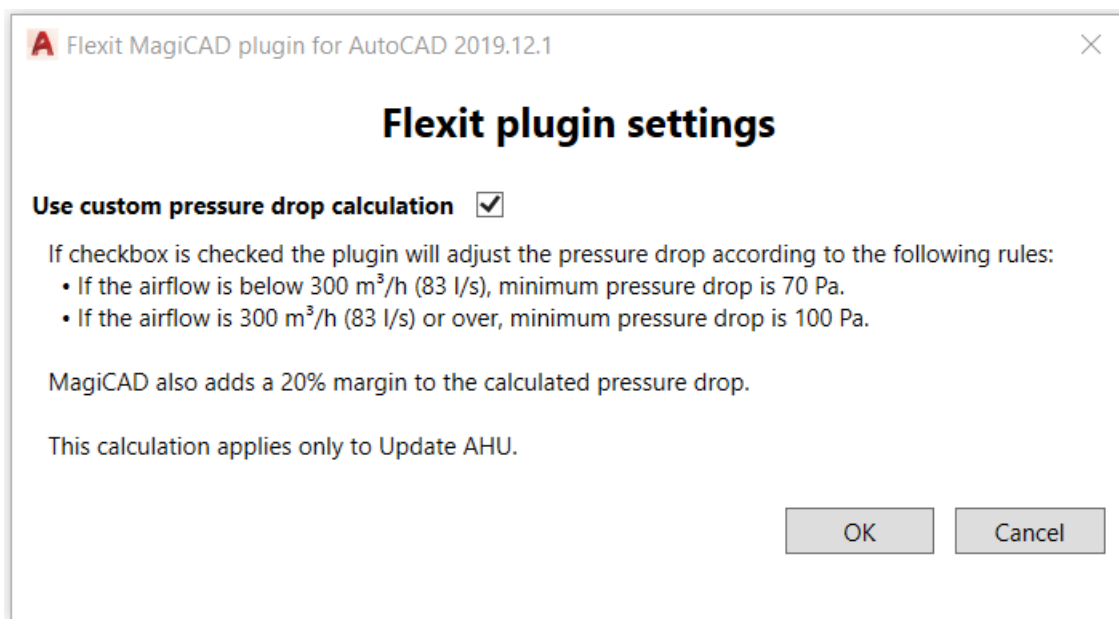 Flexit MagiCAD plugin for AutoCAD 2019.12.1
Flexit plugin settings
Use custom pressure drop calculation
If checkbox is checked the plugin will adjust the pressure drop according to the following rules:
• If the airflow is below 300 m³/h (83 l/s), minimum pressure drop is 70 Pa.
• If the airflow is 300 m³/h (83 l/s) or over, minimum pressure drop is 100 Pa.
MagiCAD also adds a 20% margin to the calculated pressure drop.
This calculation applies only to Update AHU.
OK Cancel